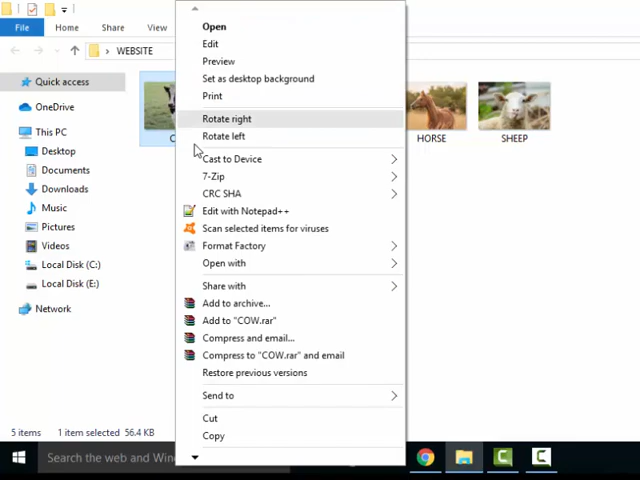 File
Home
Share
View
WEBSITE
Quick access
OneDrive
This PC
Desktop
Documents
Downloads
Music
Pictures
Videos
Local Disk (C:)
Local Disk (E:)
Network
Open
Edit
Preview
Set as desktop background
Print
Rotate right
Rotate left
Cast to Device
7-Zip
CRC SHA
Edit with Notepad++
Scan selected items for viruses
Format Factory
Open with
Share with
Add to archive...
Add to "COW.rar"
Compress and email...
Compress to "COW.rar" and email
Restore previous versions
Send to
Cut
Copy
HORSE
SHEEP
5 items 1 item selected 56.4 KB
Search the web and Win